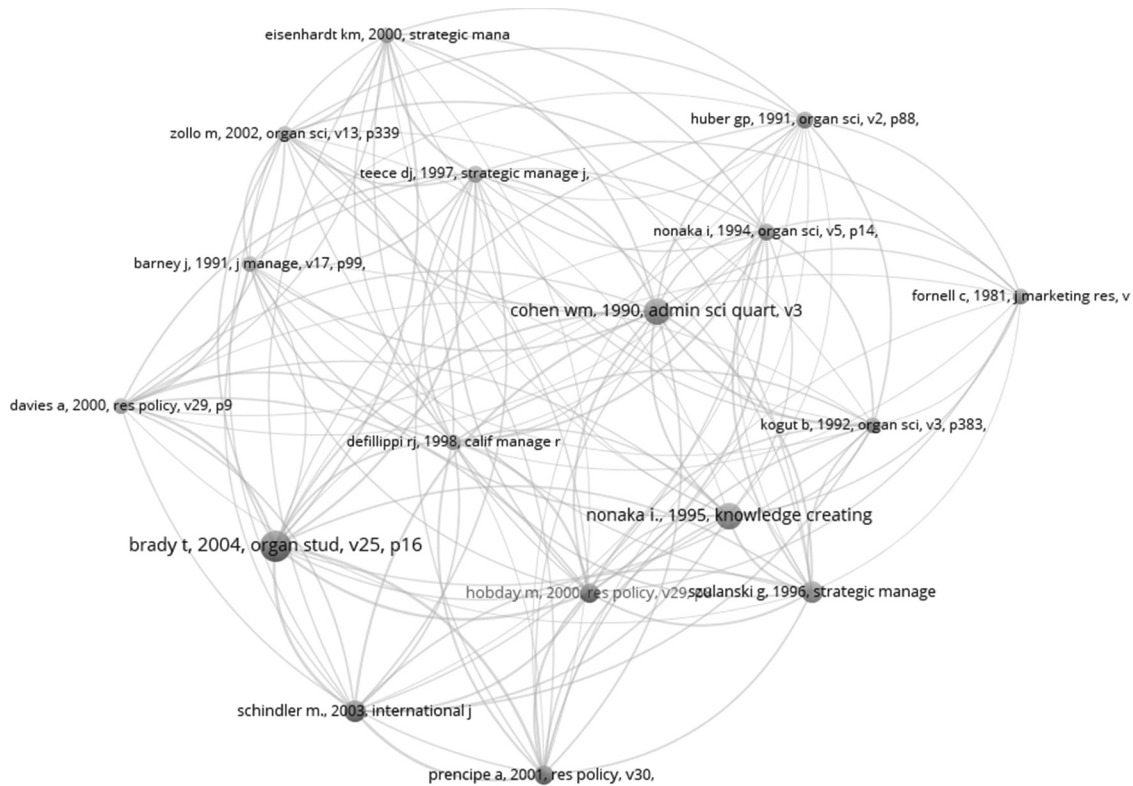 eisenhardt km, 2000, strategic mana
huber gp, 1991, organ sci, v2, p88,
zollo m, 2002, organ sci, v13, p339
teece dj, 1997, strategic manage j,
nonaka i, 1994, organ sci, v5, p14,
barney j, 1991, j manage, v17, p99,
fornell c, 1981, j marketing res, v
cohen wm, 1990, admin sci quart, v3
davies a, 2000, res policy, v29, p9
kogut b, 1992, organ sci, v3, p383,
defillippi rj, 1998, calif manage r
nonaka i., 1995, knowledge creating
brady t, 2004, organ stud, v25, p16
hobday m, 2000, res policy, v29,
szulanski g, 1996, strategic manage
schindler m., 2003, international j
prencipe a, 2001, res policy, v30,